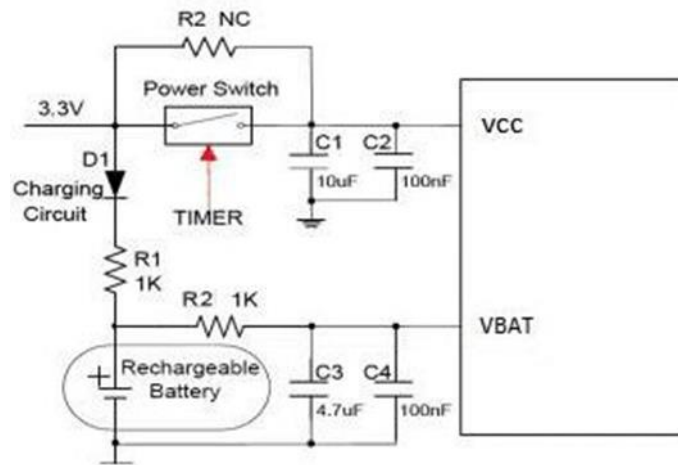 R2 NC
Power Switch
3.3V
VCC
D1
C1
C2
10uF
100nF
Charging
Circuit
TIMER
R1
1K
R2 1K
VBAT
Rechargeable
Battery
+
C3
C4
4.7uF
100nF